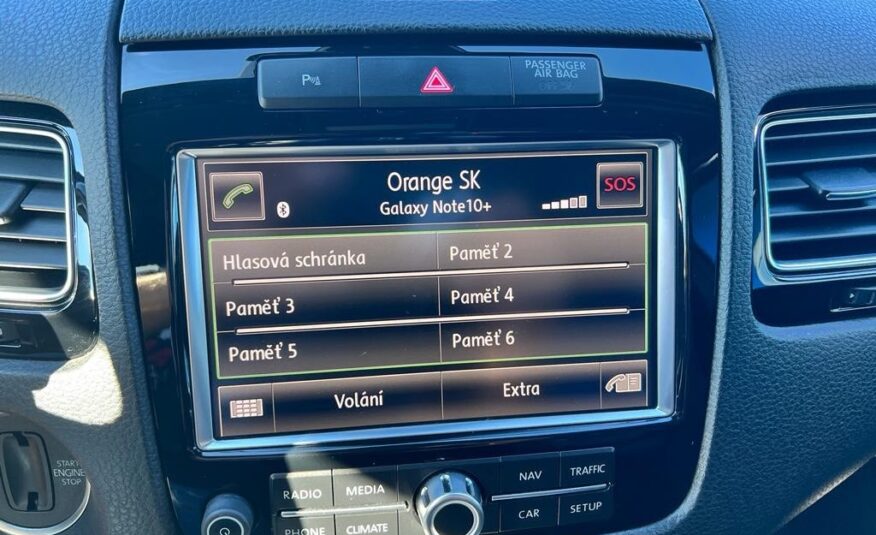 P
PASSENGER
AIR BAG
OFF
Orange SK
Galaxy Note10+
SOS
Hlasová schránka
Paměť 2
Paměť 3
Paměť 4
Paměť 5
Paměť 6
Volání
Extra
START
ENGINE
STOP
RADIO
MEDIA
NAV
TRAFFIC
PHONE
CLIMATE
CAR
SETUP